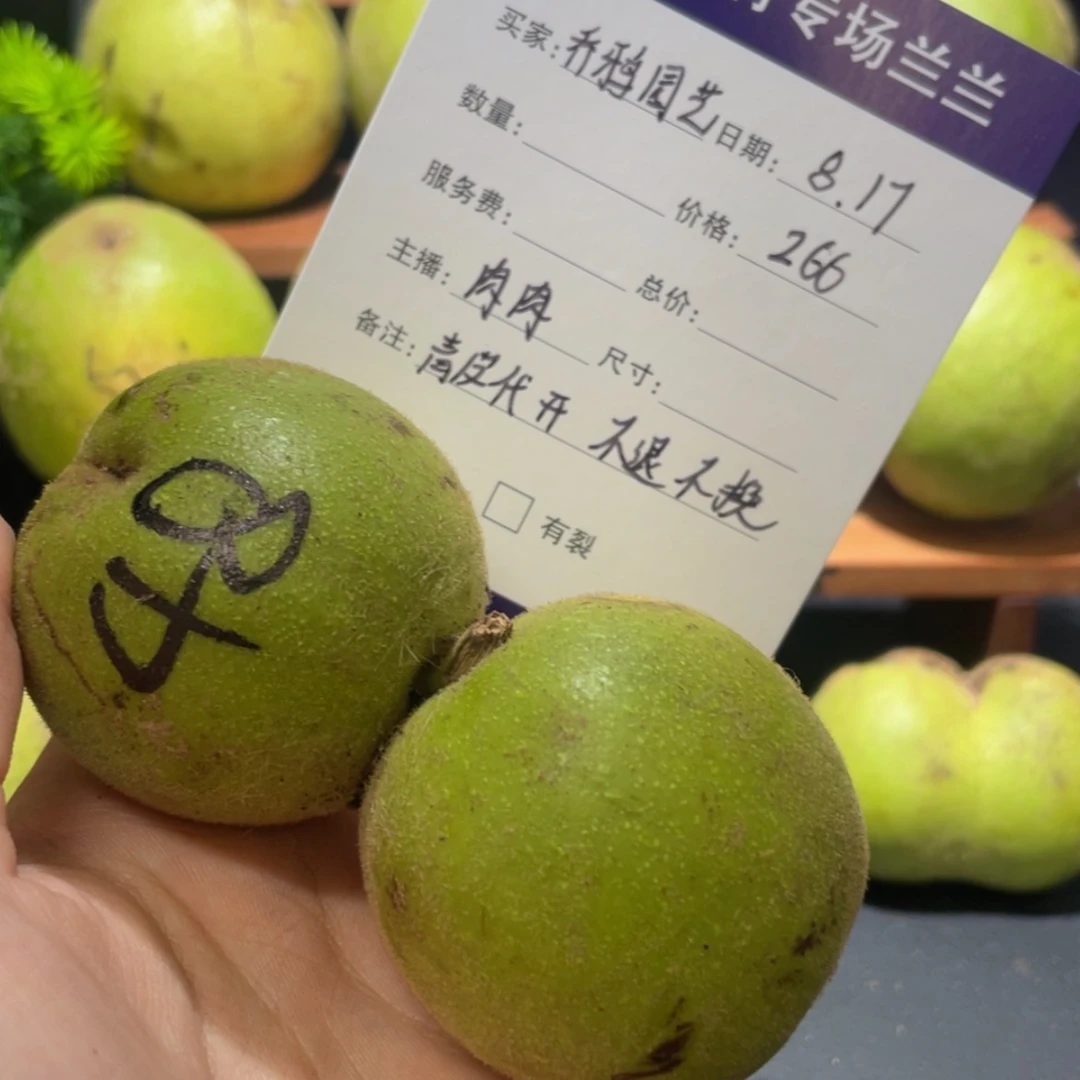 专场兰兰
买家: 乔鸦园艺 日期: 8.17
数量: 价格: 266
服务费: 总价:
主播: 肉肉 尺寸:
备注: 青皮代开 不退不换
有裂